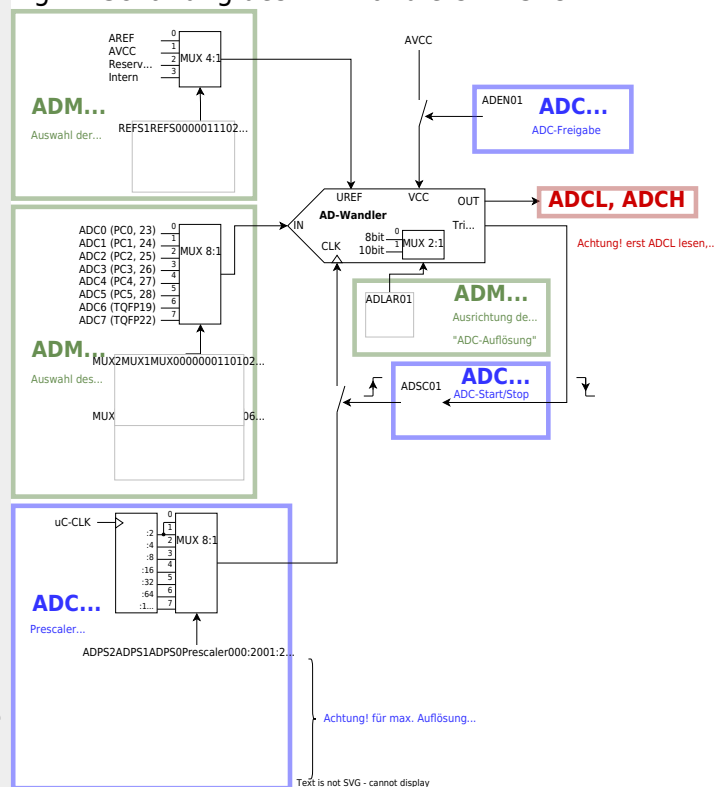 AREF
AVCC
Reserv...
Intern
0
1
2
3
MUX 4:1
ADM...
Auswahl der...
REFS1REFS0000011102...
AVCC
ADEN01
ADC...
ADC-Freigabe
UREF
VCC
OUT
AD-Wandler
IN
Tri...
CLK
8bit
10bit
0
1
MUX 2:1
ADCL, ADCH
Achtung! erst ADCL lesen,..
ADC0 (PC0, 23)
ADC1 (PC1, 24)
ADC2 (PC2, 25)
ADC3 (PC3, 26)
ADC4 (PC4, 27)
ADC5 (PC5, 28)
ADC6 (TQFP19)
ADC7 (TQFP22)
0
1
2
3
4
5
6
7
MUX 8:1
ADM...
Auswahl des...
MUX2MUX1MUX0000000110102...
MUX
06...
ADLAR01
ADM...
Ausrichtung de...
"ADC-Auflösung"
ADSC01
ADC...
ADC-Start/Stop
uC-CLK
:2
:4
:8
:16
:32
:64
:1...
0
1
2
3
4
5
6
7
MUX 8:1
ADC...
Prescaler...
ADPS2ADPS1ADPS0Prescaler000:2001:2...
Achtung! für max. Auflösung...
Text is not SVG - cannot display